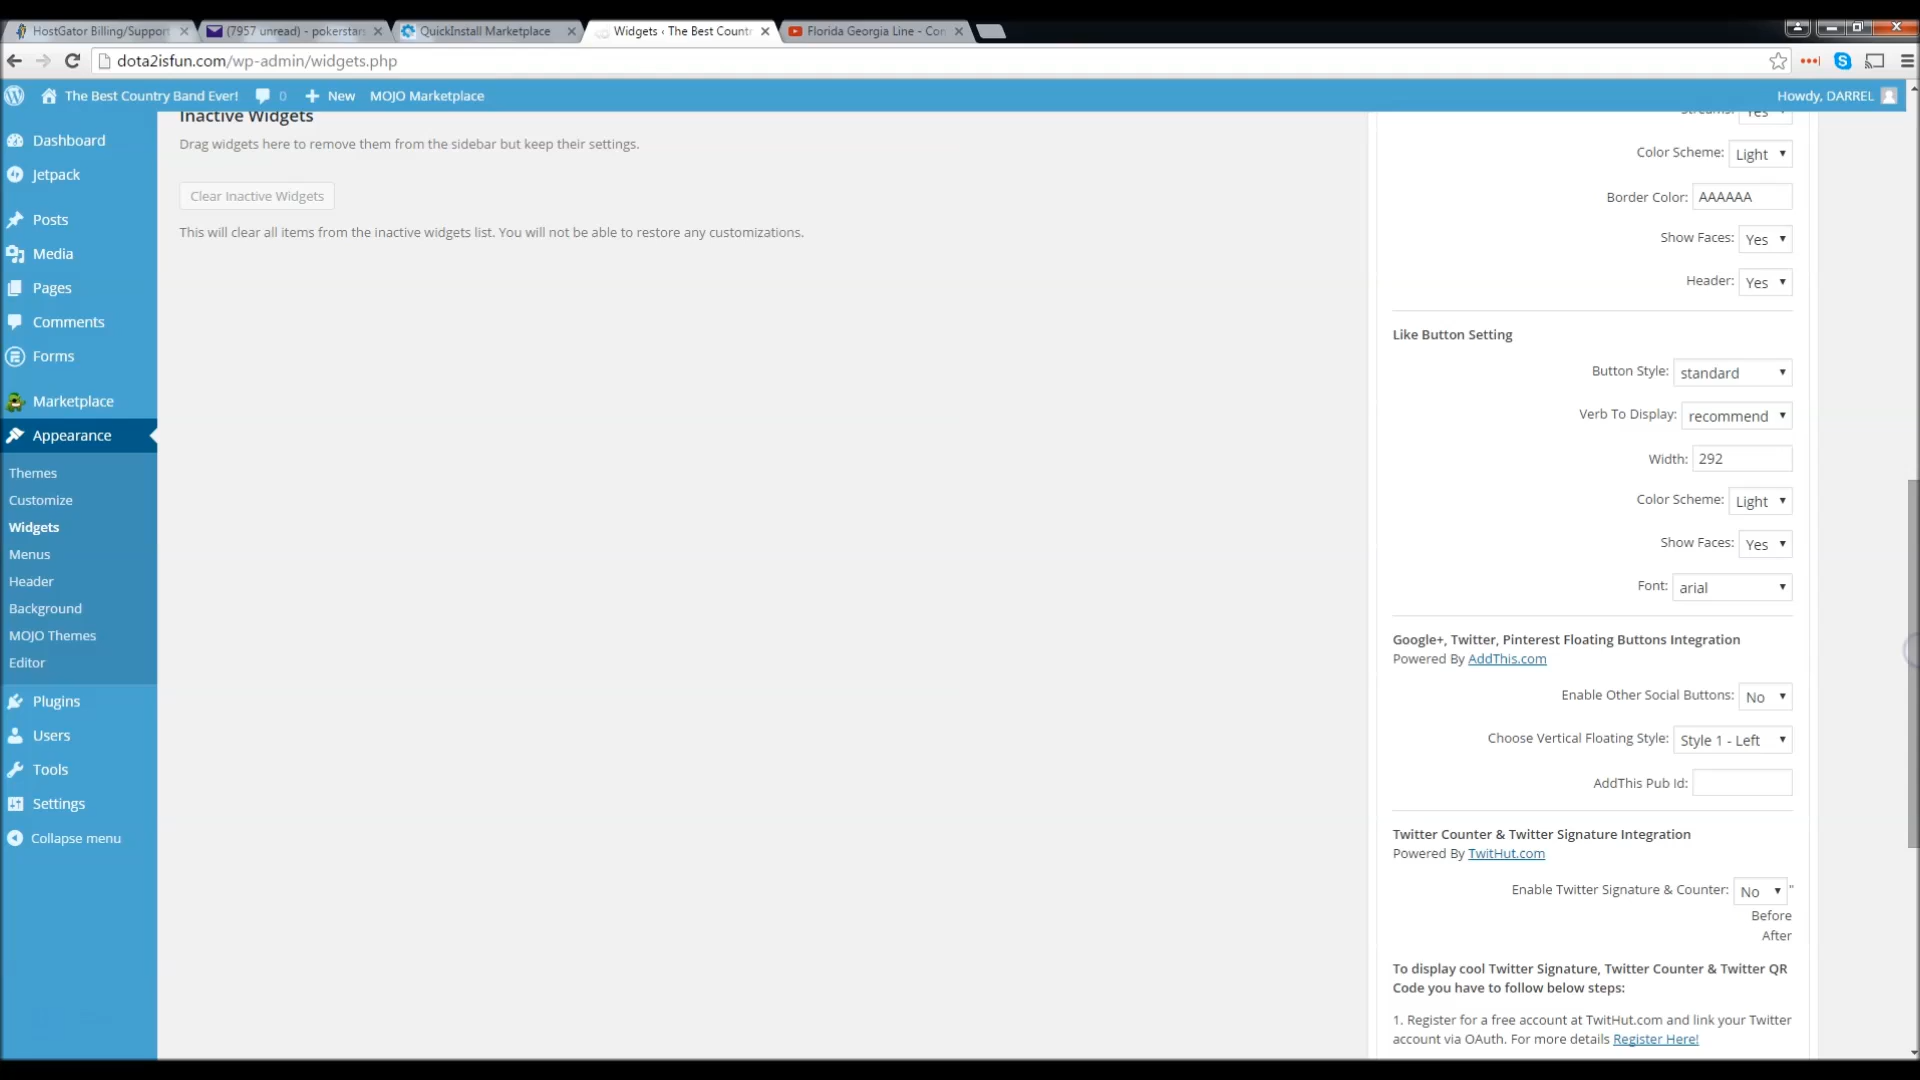 HostGator Billing/Support
(7957 unread) - pokerstar
QuickInstall Marketplace
Widgets ‹ The Best Countr
Florida Georgia Line - Con
dota2isfun.com/wp-admin/widgets.php
The Best Country Band Ever!
0
New
MOJO Marketplace
Howdy, DARREL
Dashboard
Jetpack
Posts
Media
Pages
Comments
Forms
Marketplace
Appearance
Themes
Customize
Widgets
Menus
Header
Background
MOJO Themes
Editor
Plugins
Users
Tools
Settings
Collapse menu
Inactive Widgets
Drag widgets here to remove them from the sidebar but keep their settings.
Clear Inactive Widgets
This will clear all items from the inactive widgets list. You will not be able to restore any customizations.
Streams: Yes
Color Scheme: Light
Border Color: AAAAAA
Show Faces: Yes
Header: Yes
Like Button Setting
Button Style: standard
Verb To Display: recommend
Width: 292
Color Scheme: Light
Show Faces: Yes
Font: arial
Google+, Twitter, Pinterest Floating Buttons Integration
Powered By AddThis.com
Enable Other Social Buttons: No
Choose Vertical Floating Style: Style 1 - Left
AddThis Pub Id:
Twitter Counter & Twitter Signature Integration
Powered By TwitHut.com
Enable Twitter Signature & Counter: No "
Before
After
To display cool Twitter Signature, Twitter Counter & Twitter QR
Code you have to follow below steps:
1. Register for a free account at TwitHut.com and link your Twitter
account via OAuth. For more details Register Here!